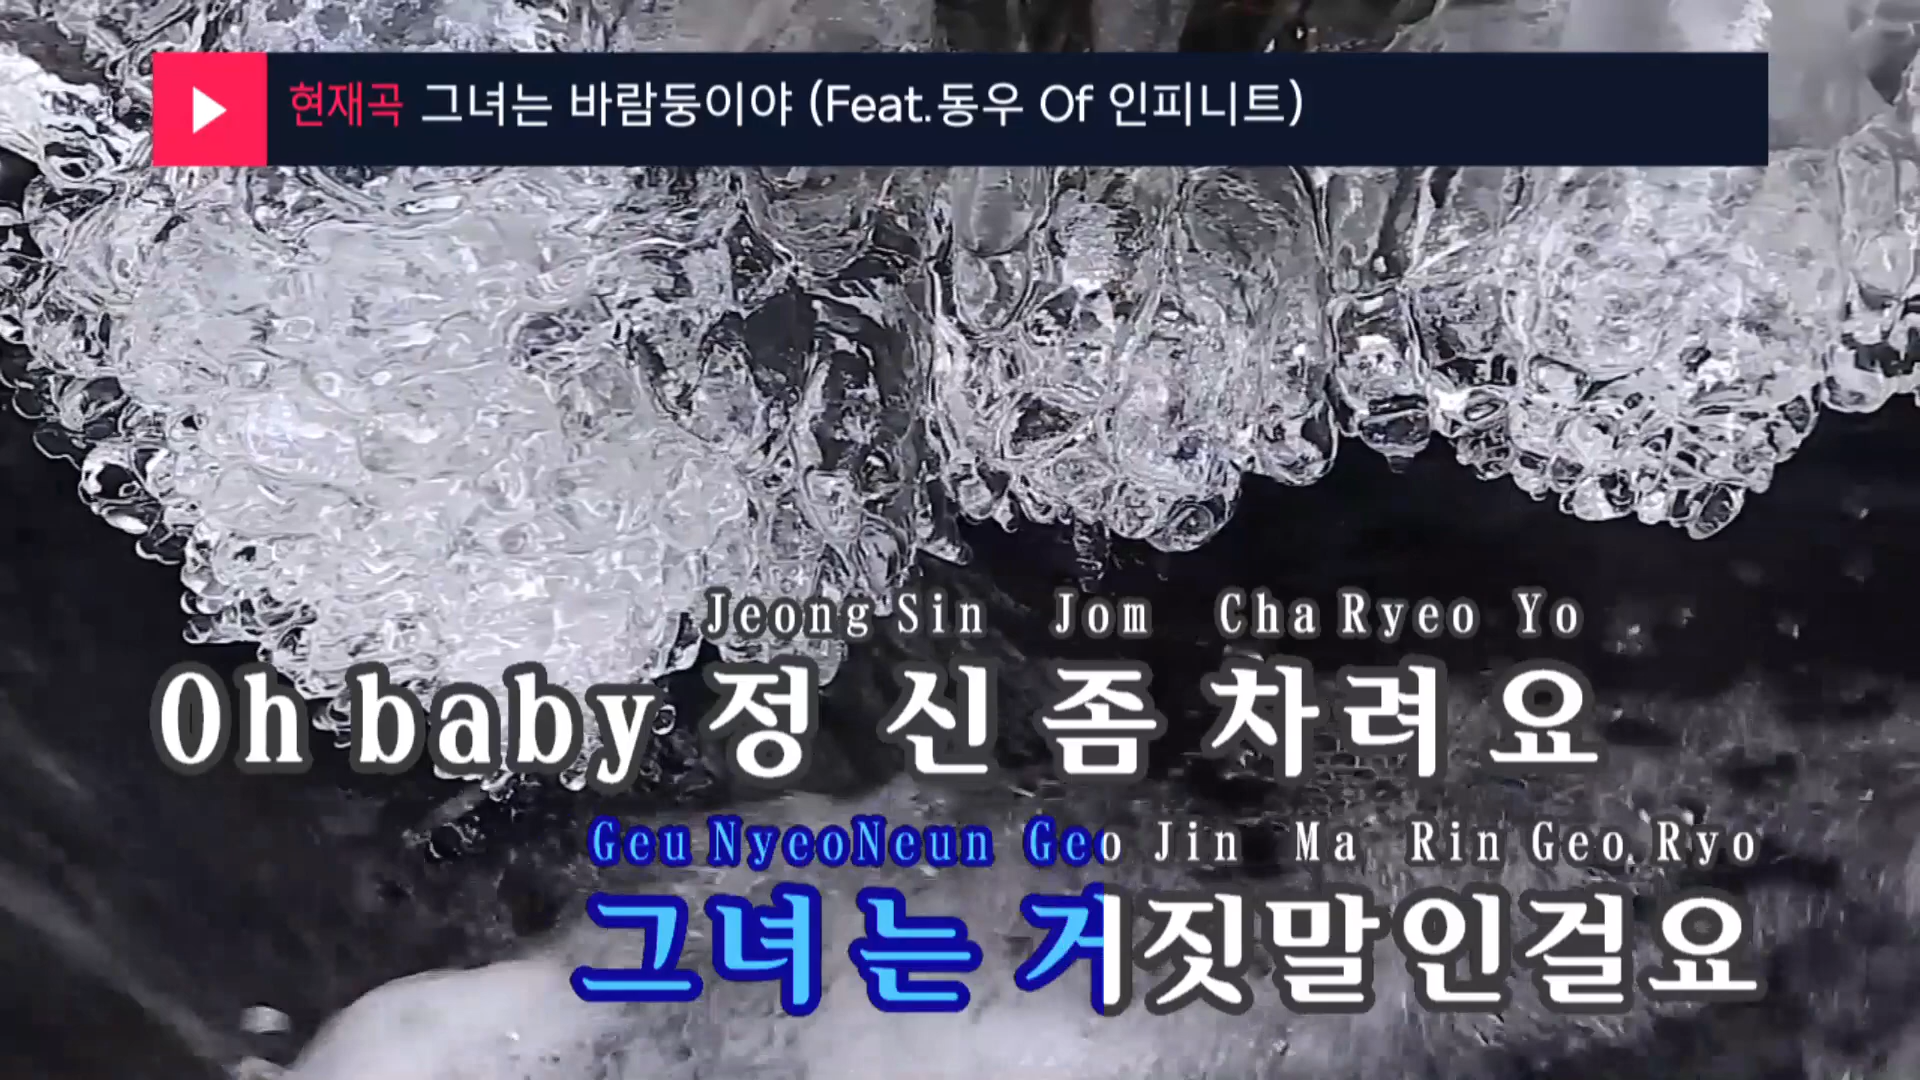 현재곡 그녀는 바람둥이야 (Feat.동우 Of 인피니트)
Jeong Sin Jom Cha Ryeo Yo
Oh baby 정 신 좀 차려 요
Geu NyeoNeun Geo Jin Ma Rin Geo Ryo
그녀 는 거짓말인걸요